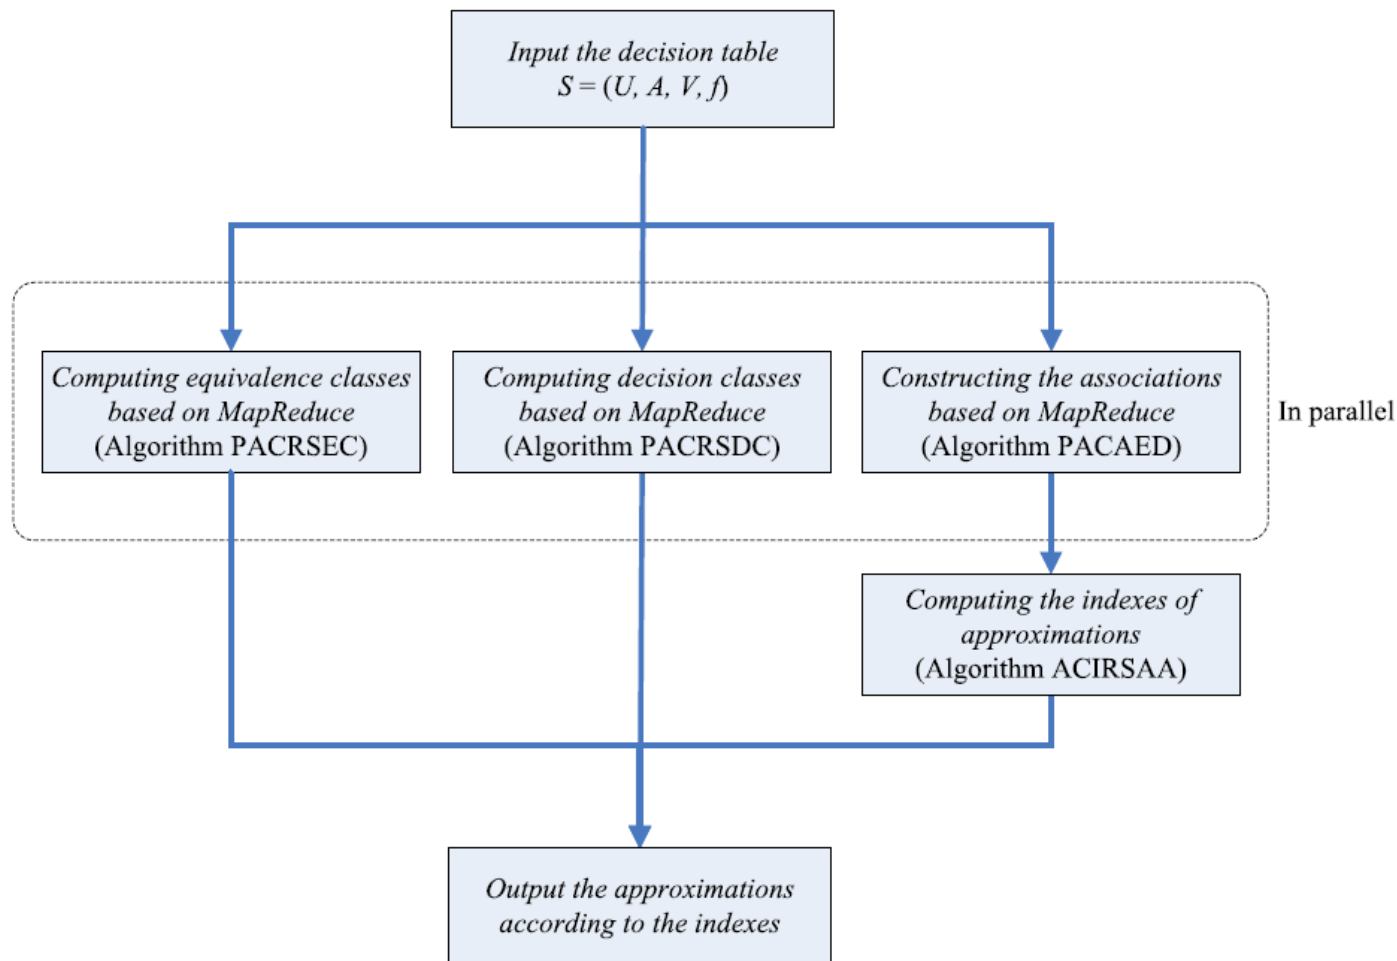 Input the decision table
S = (U, A, V, f)
Computing equivalence classes
based on MapReduce
(Algorithm PACRSEC)
Computing decision classes
based on MapReduce
(Algorithm PACRSDC)
Constructing the associations
based on MapReduce
(Algorithm PACAED)
In parallel
Computing the indexes of
approximations
(Algorithm ACIRSAA)
Output the approximations
according to the indexes